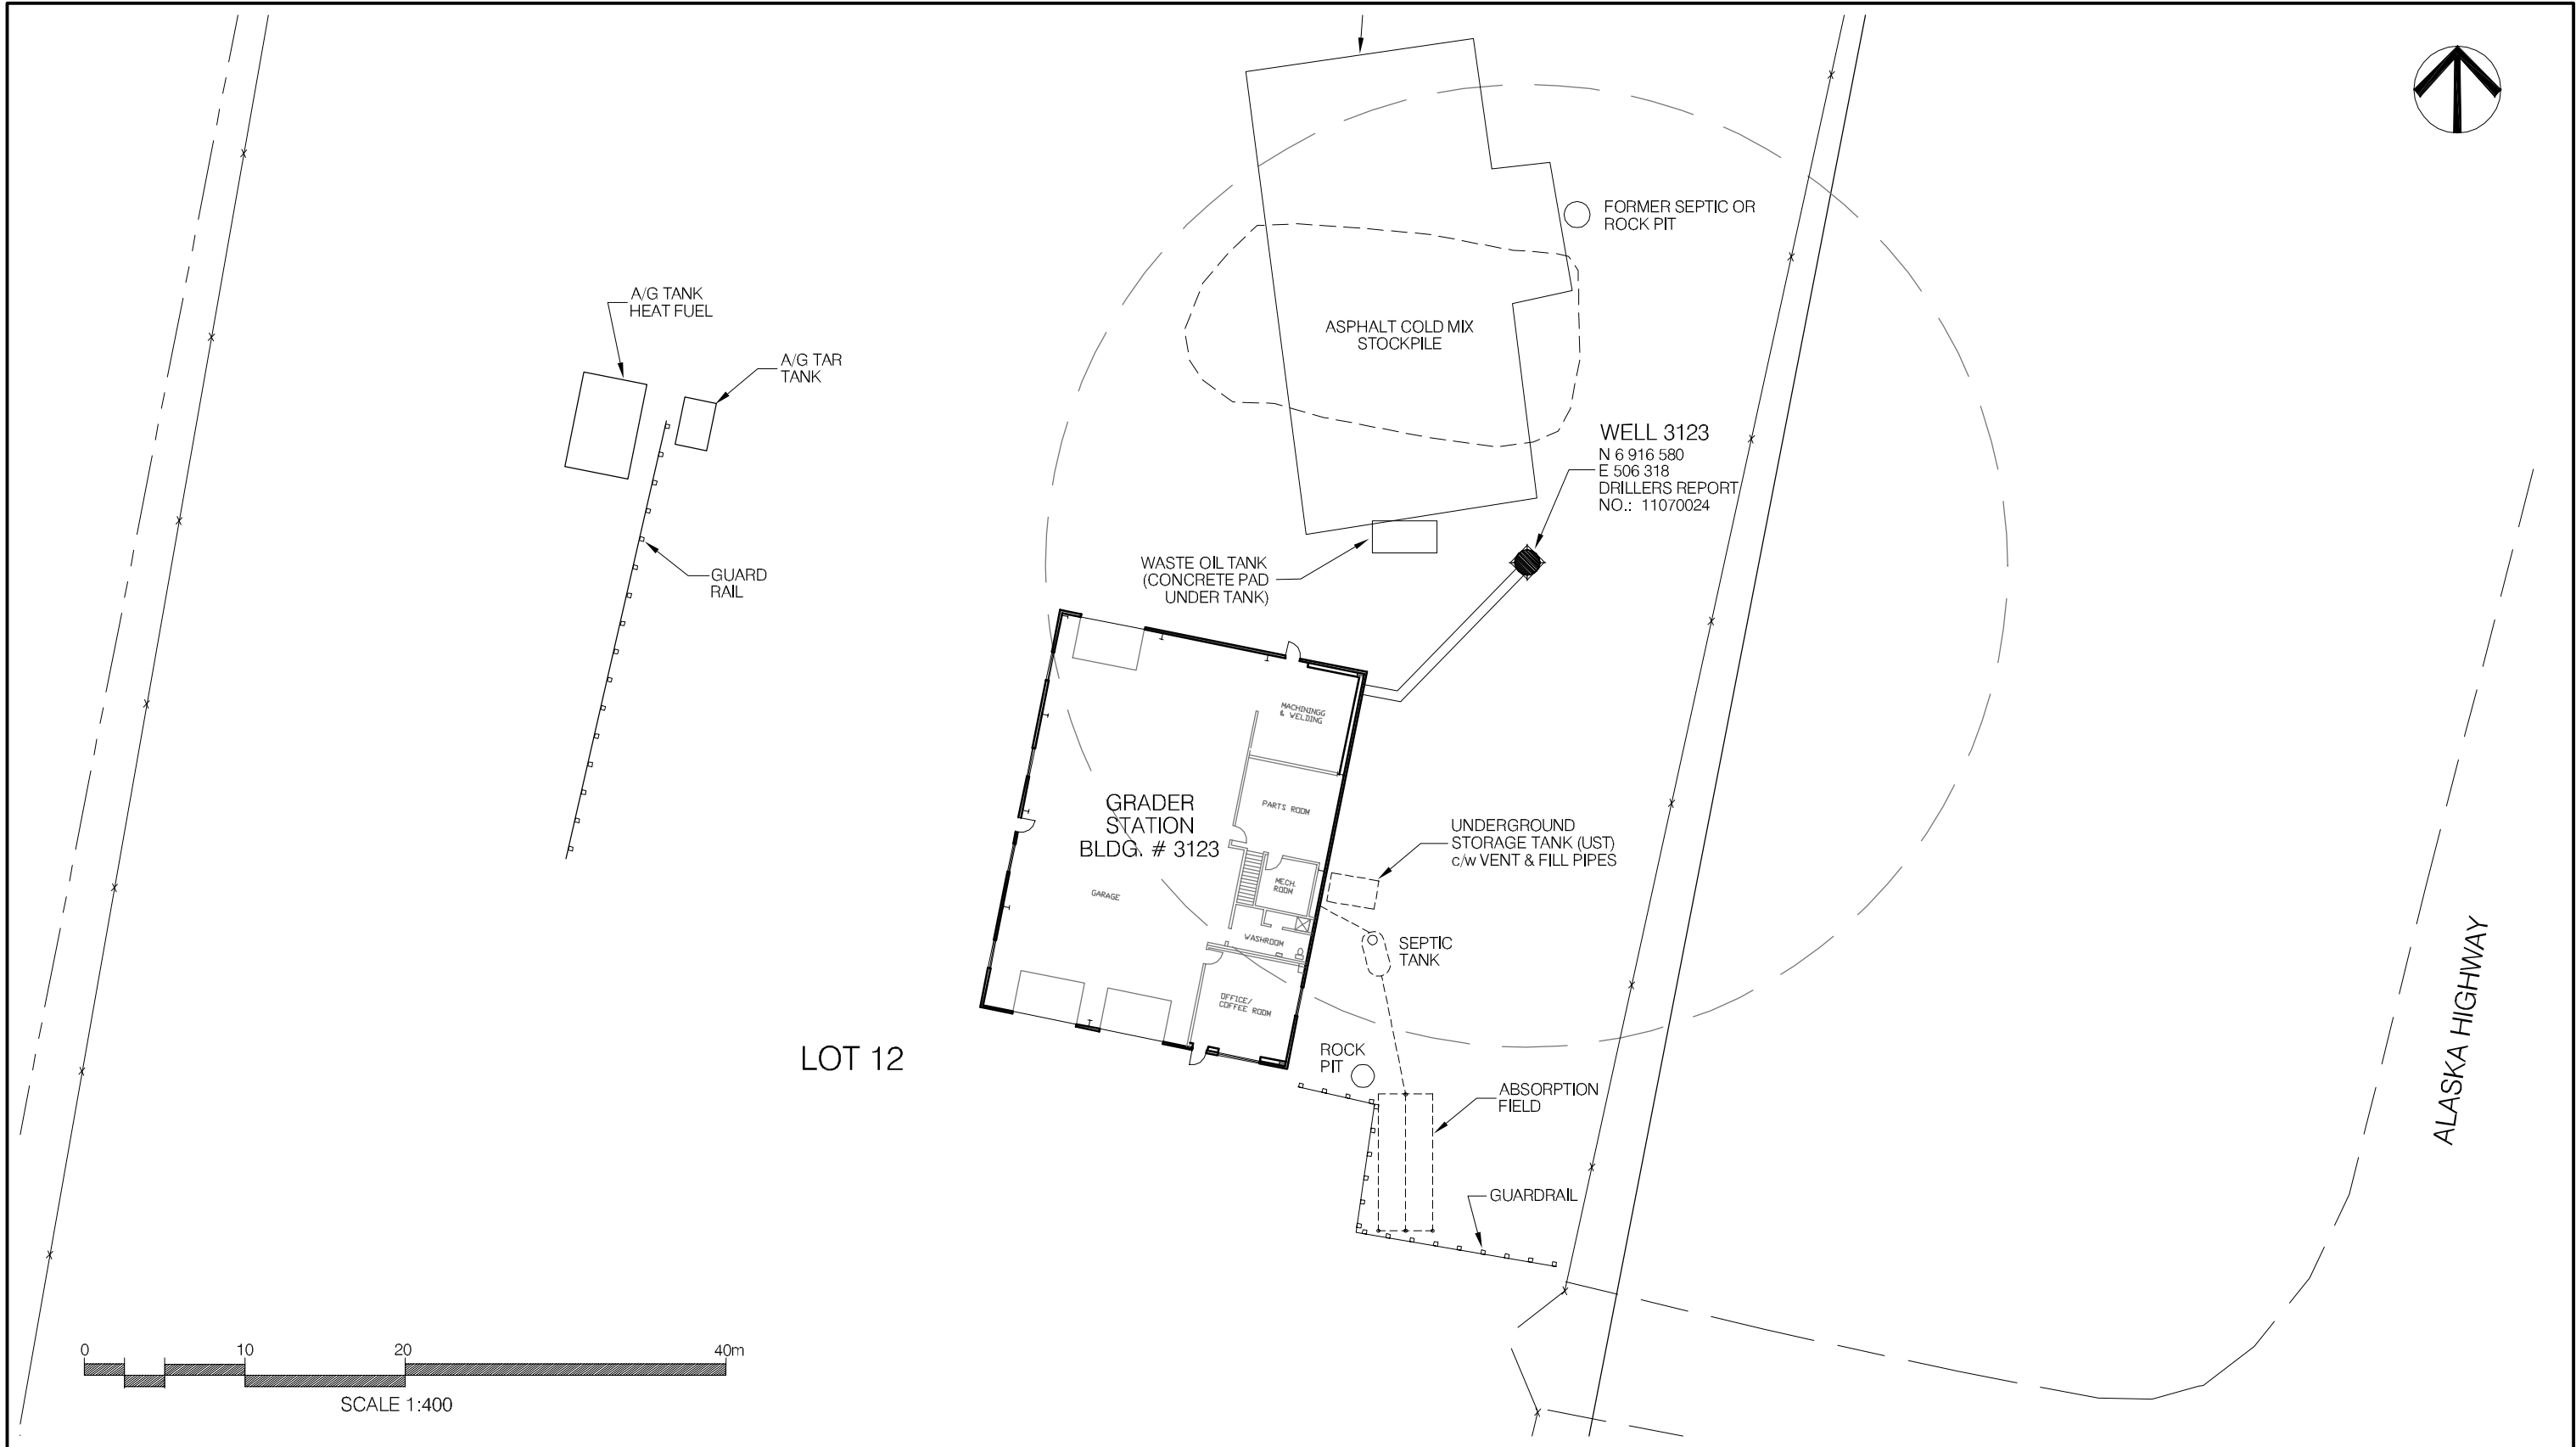 FORMER SEPTIC OR
ROCK PIT
A/G TANK
HEAT FUEL
ASPHALT COLD MIX
STOCKPILE
A/G TAR
TANK
WELL 3123
N 6 916 580
E 506 318
DRILLERS REPORT
NO.: 11070024
WASTE OIL TANK
(CONCRETE PAD
UNDER TANK)
GUARD
RAIL
MACHININGG
& WELDING
GRADER
STATION
BLDG. # 3123
PARTS ROOM
UNDERGROUND
STORAGE TANK (UST)
c/w VENT & FILL PIPES
MECH.
ROOM
GARAGE
WASHROOM
SEPTIC
TANK
OFFICE/
COFFEE ROOM
ALASKA HIGHWAY
LOT 12
ROCK
PIT
ABSORPTION
FIELD
GUARDRAIL
0 10 20 40m
SCALE 1:400